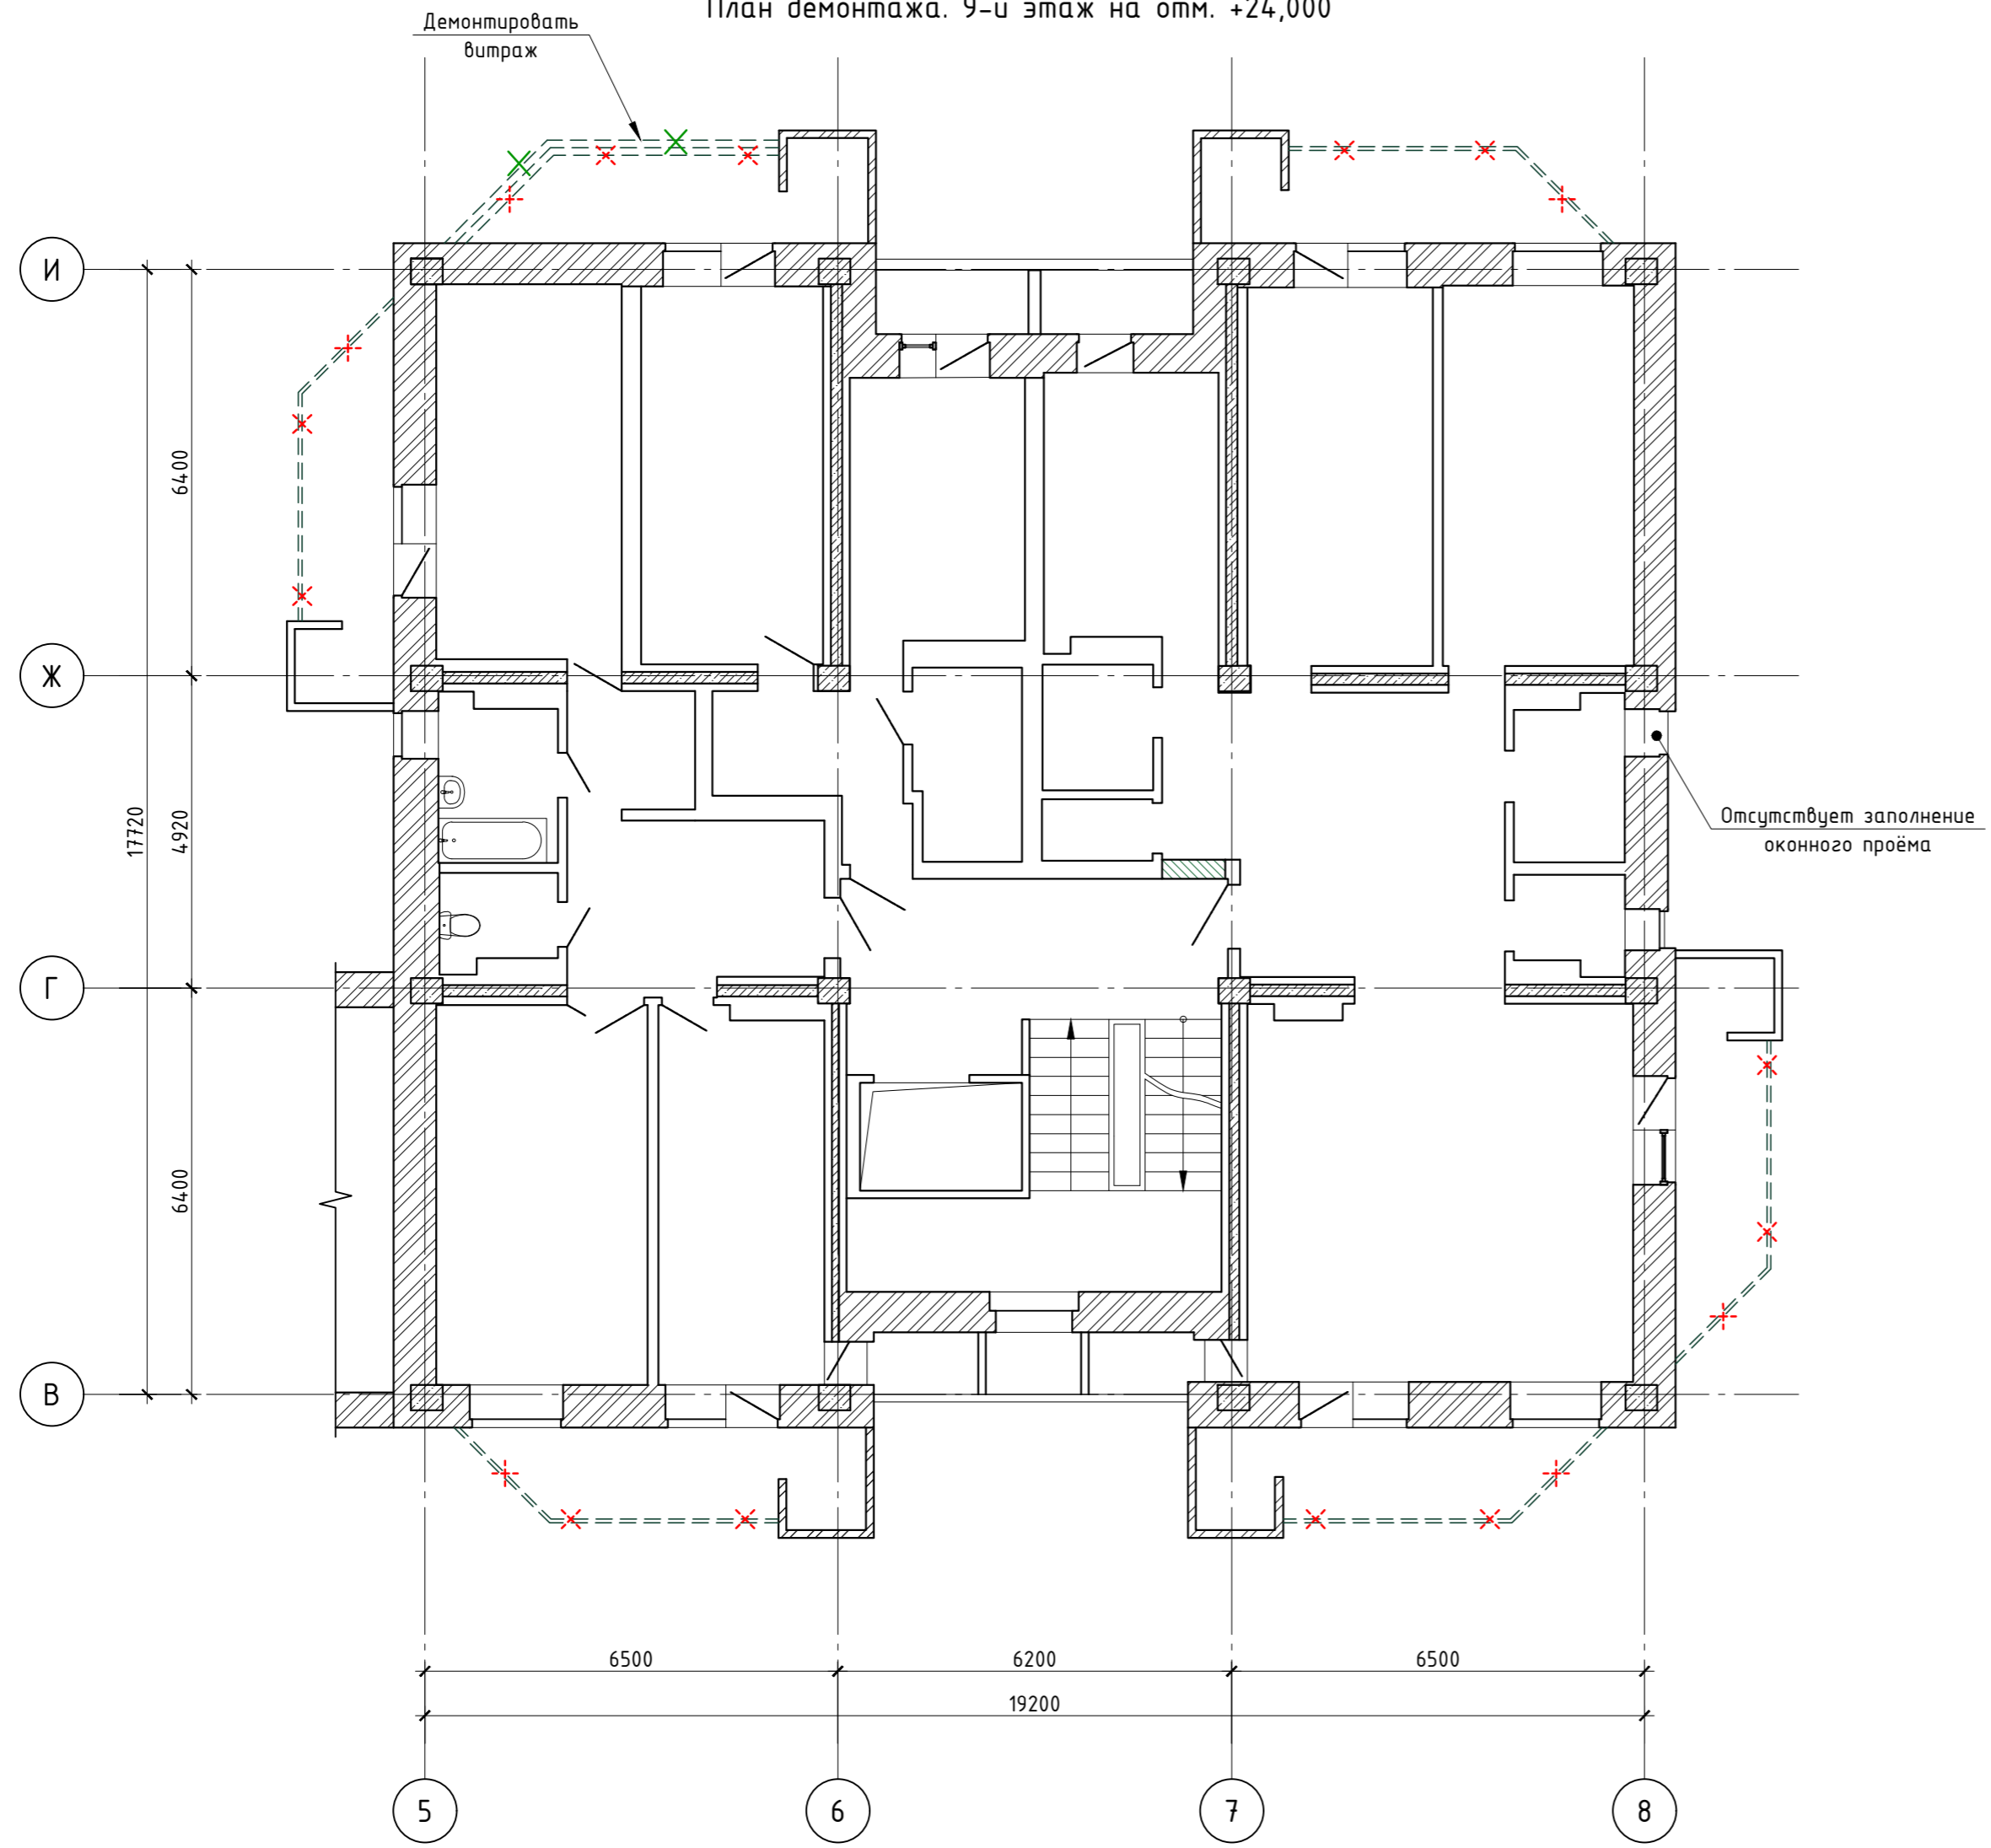 План демонтажа. 9-й этаж на отм. +24,000
Демонтировать
витраж
И
6400
Ж
17720
4920
Отсутствует заполнение
оконного проёма
Г
6400
В
6500
6200
6500
19200
5
6
7
8